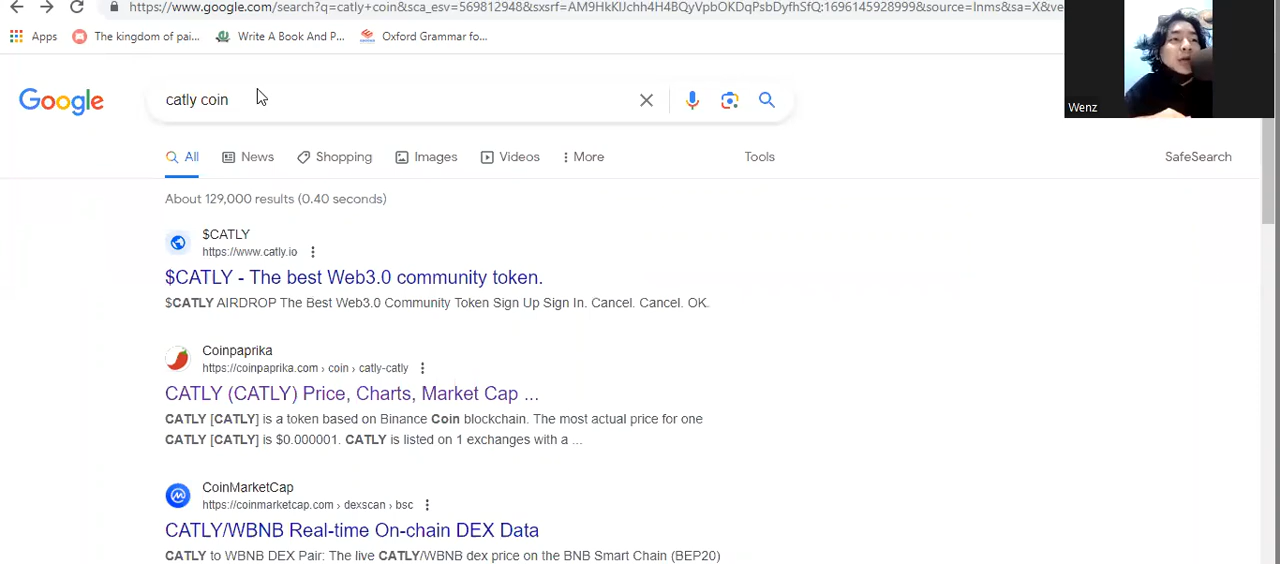 https://www.google.com/search?q=catly+coin&sca_esv=569812948&sxsrf=AM9HkKlJchh4H4BQyVpbOKDqPsbDyfhSfQ:1696145928999&source=lnms&sa=X&ve
Apps
The kingdom of pai...
Write A Book And P...
Oxford Grammar fo...
Wenz
Google
catly coin
All
News
Shopping
Images
Videos
More
Tools
SafeSearch
About 129,000 results (0.40 seconds)
$CATLY
https://www.catly.io
$CATLY - The best Web3.0 community token.
$CATLY AIRDROP The Best Web3.0 Community Token Sign Up Sign In. Cancel. Cancel. OK.
Coinpaprika
https://coinpaprika.com › coin › catly-catly
CATLY (CATLY) Price, Charts, Market Cap ...
CATLY [CATLY] is a token based on Binance Coin blockchain. The most actual price for one
CATLY [CATLY] is $0.000001. CATLY is listed on 1 exchanges with a ...
CoinMarketCap
https://coinmarketcap.com › dexscan › bsc
CATLY/WBNB Real-time On-chain DEX Data
CATLY to WBNB DEX Pair: The live CATLY/WBNB dex price on the BNB Smart Chain (BEP20)